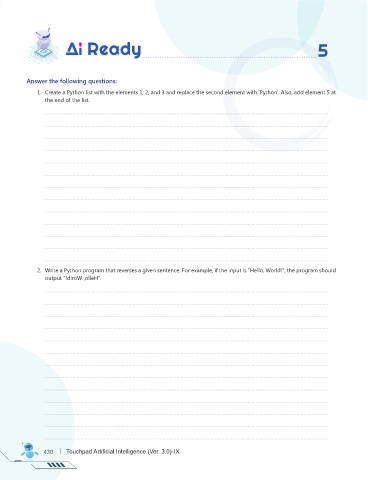 Ai Ready
5
Answer the following questions:
1. Create a Python list with the elements 1, 2, and 3 and replace the second element with 'Python'. Also, add element 5 at
the end of the list.
2. Write a Python program that reverses a given sentence. For example, if the input is "Hello, World!", the program should
output "!dlroW ,olleH".
430 | Touchpad Artificial Intelligence (Ver. 3.0)-IX